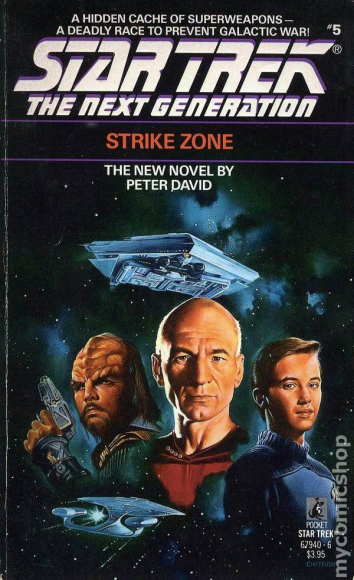 A HIDDEN CACHE OF SUPERWEAPONS—
A DEADLY RACE TO PREVENT GALACTIC WAR!
#5
STAR TREK®
THE NEXT GENERATION
STRIKE ZONE
THE NEW NOVEL BY
PETER DAVID
POCKET
STAR TREK
67940-6
$3.95
mycomicshop